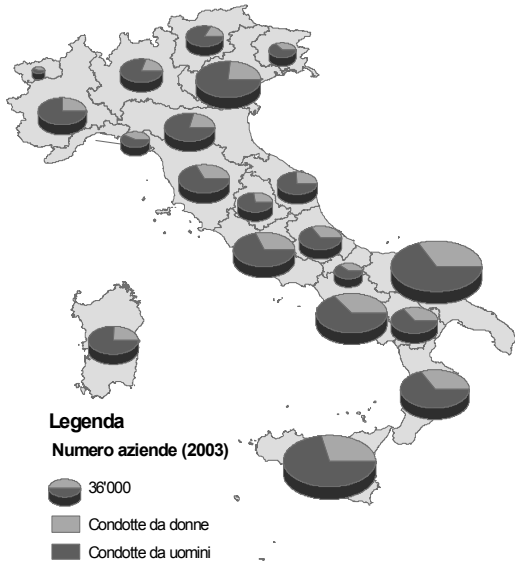 Legenda
Numero aziende (2003)
36'000
Condotte da donne
Condotte da uomini